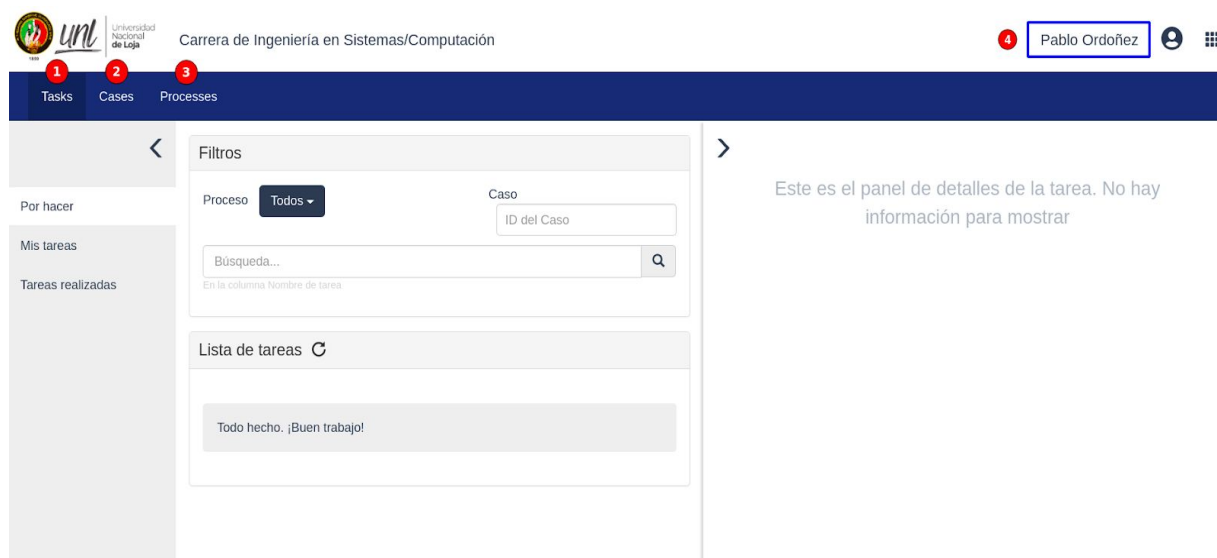 unl
Universidad
Nacional
de Loja
1859
Carrera de Ingeniería en Sistemas/Computación
4
Pablo Ordoñez
1
2
3
Tasks
Cases
Processes
Por hacer
Mis tareas
Tareas realizadas
Filtros
Proceso
Todos
Caso
ID del Caso
Búsqueda...
En la columna Nombre de tarea
Lista de tareas
Todo hecho. ¡Buen trabajo!
Este es el panel de detalles de la tarea. No hay
información para mostrar